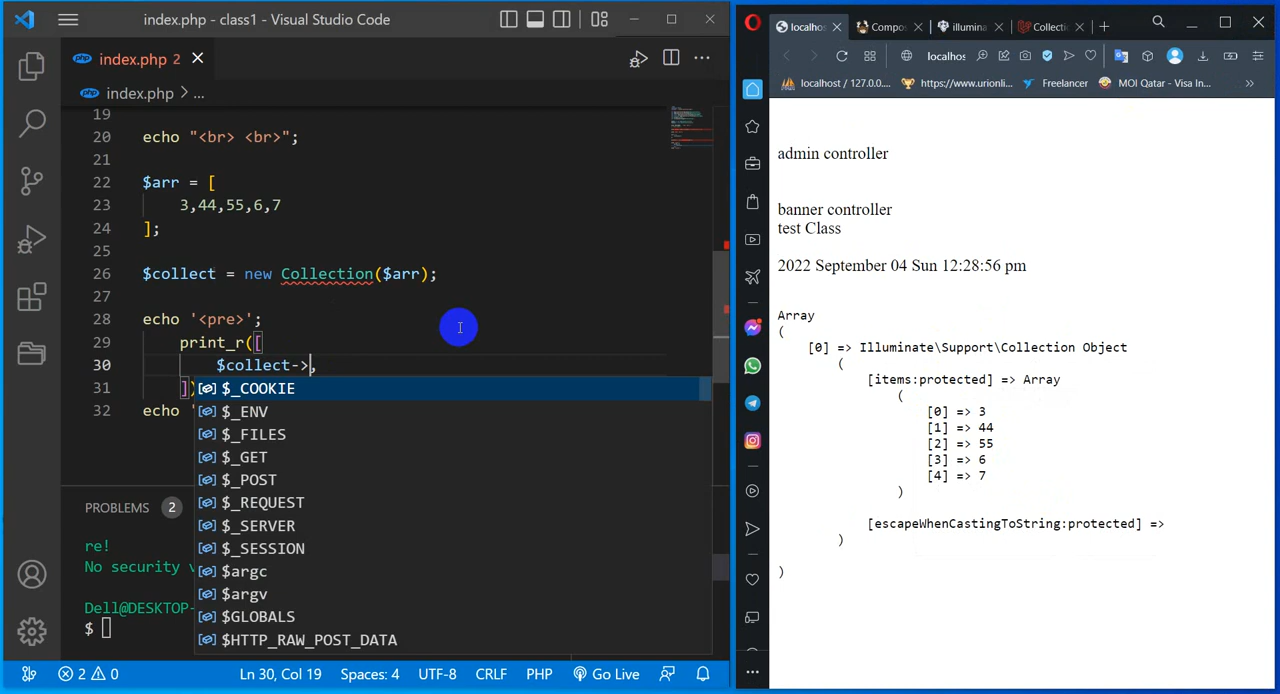 index.php - class1 - Visual Studio Code
index.php 2
index.php > ...
19
20 echo "<br> <br>";
21
22 $arr = [
23 3,44,55,6,7
24 ];
25
26 $collect = new Collection($arr);
27
28 echo '<pre>';
29 print_r([
30 $collect->,
31 ])
32 echo '
$_COOKIE
$_ENV
$_FILES
$_GET
$_POST
$_REQUEST
$_SERVER
$_SESSION
$argc
$argv
$GLOBALS
$HTTP_RAW_POST_DATA
PROBLEMS 2
re!
No security v
Dell@DESKTOP-
$
2 0 Ln 30, Col 19 Spaces: 4 UTF-8 CRLF PHP Go Live
localhos Compos illumina Collectio
localhos
localhost / 127.0.0.... https://www.urionli... Freelancer MOI Qatar - Visa In...
admin controller
banner controller
test Class
2022 September 04 Sun 12:28:56 pm
Array
(
[0] => Illuminate\Support\Collection Object
(
[items:protected] => Array
(
[0] => 3
[1] => 44
[2] => 55
[3] => 6
[4] => 7
)
[escapeWhenCastingToString:protected] =>
)
)